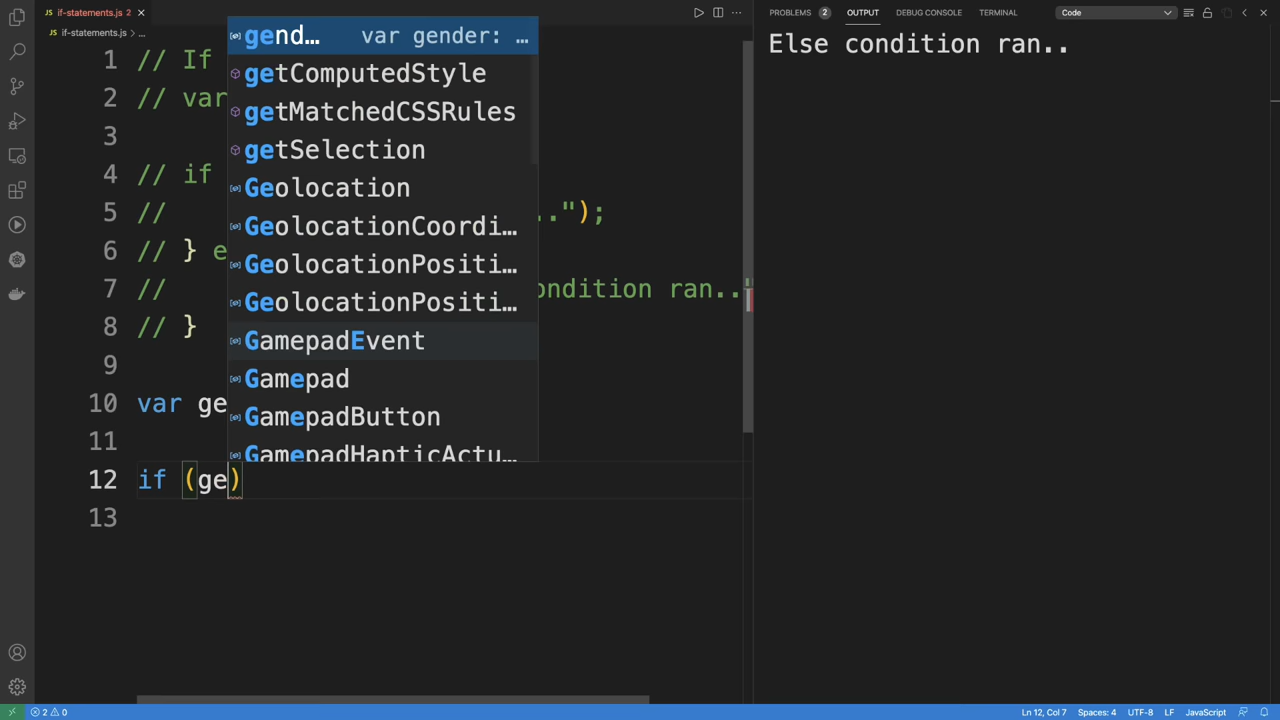 if-statements.js 2
PROBLEMS 2 OUTPUT DEBUG CONSOLE TERMINAL Code
if-statements.js > ...
Else condition ran..
1 // If
2 // var
3
4 // if
5 // ..");
6 // } e
7 // ondition ran.."
8 // }
9
10 var ge
11
12 if (ge)
13
gend… var gender: …
getComputedStyle
getMatchedCSSRules
getSelection
Geolocation
GeolocationCoordi…
GeolocationPositi…
GeolocationPositi…
GamepadEvent
Gamepad
GamepadButton
GamepadHapticActu…
2 0 Ln 12, Col 7 Spaces: 4 UTF-8 LF JavaScript